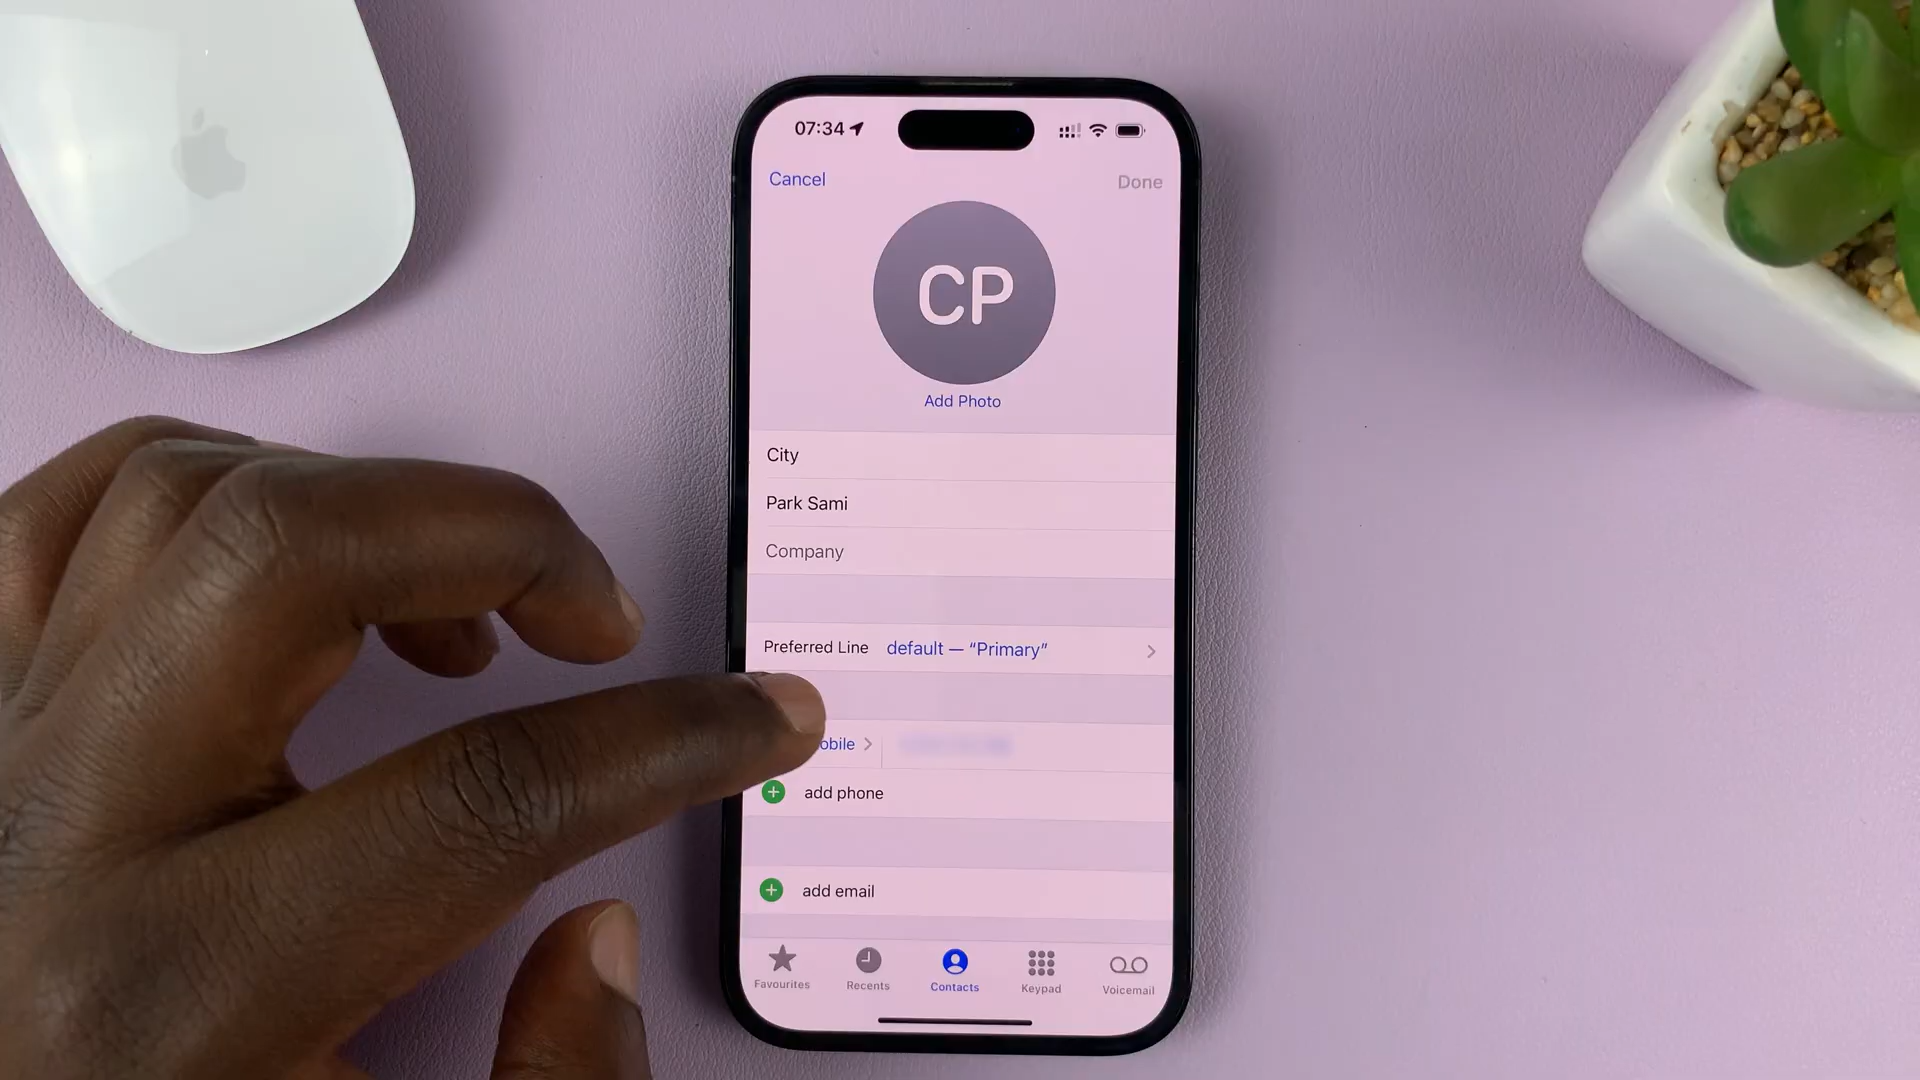 07:34
Cancel
Done
CP
Add Photo
City
Park Sami
Company
Preferred Line default — “Primary”
add phone
add email
Favourites
Recents
Contacts
Keypad
Voicemail